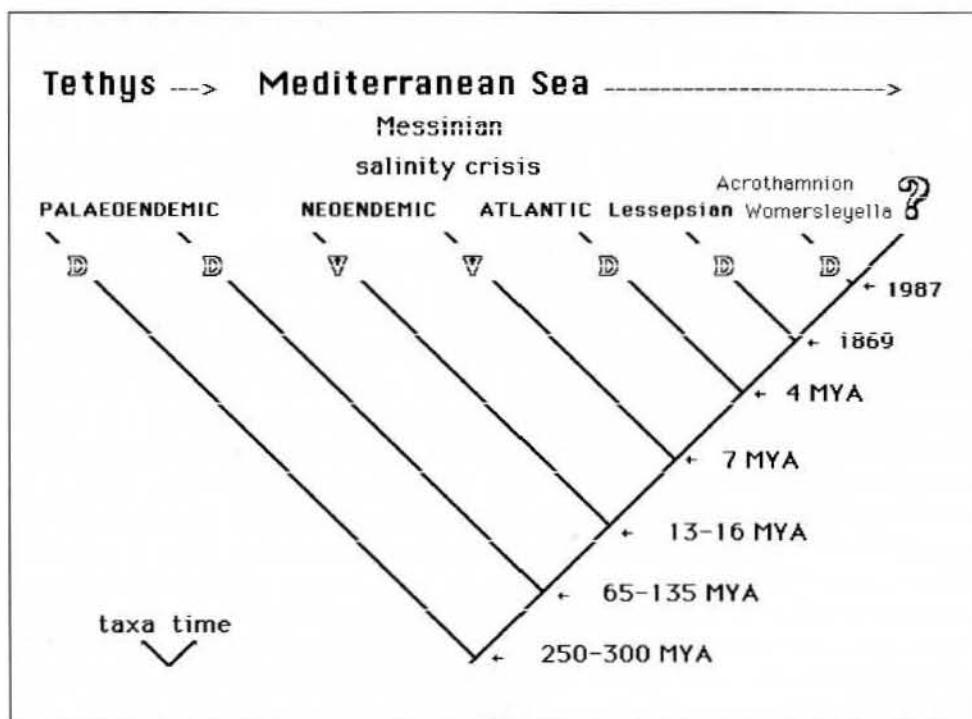 Tethys ---> Mediterranean Sea ------------------------>
Messinian
salinity crisis
Acrothamnion
PALAEOENDEMIC NEOENDEMIC ATLANTIC Lessepsian Womersleyella ?
D D V V D D D
← 1987
← 1869
← 4 MYA
← 7 MYA
← 13-16 MYA
← 65-135 MYA
taxa time
← 250-300 MYA